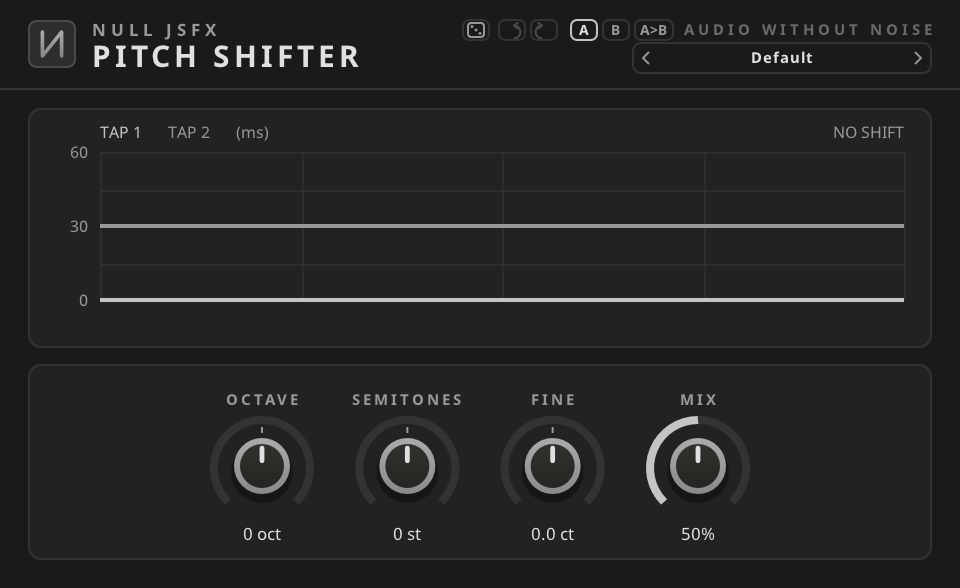 NULL JSFX
PITCH SHIFTER
A B A>B AUDIO WITHOUT NOISE
Default
TAP 1 TAP 2 (ms) NO SHIFT
60
30
0
OCTAVE SEMITONES FINE MIX
0 oct 0 st 0.0 ct 50%